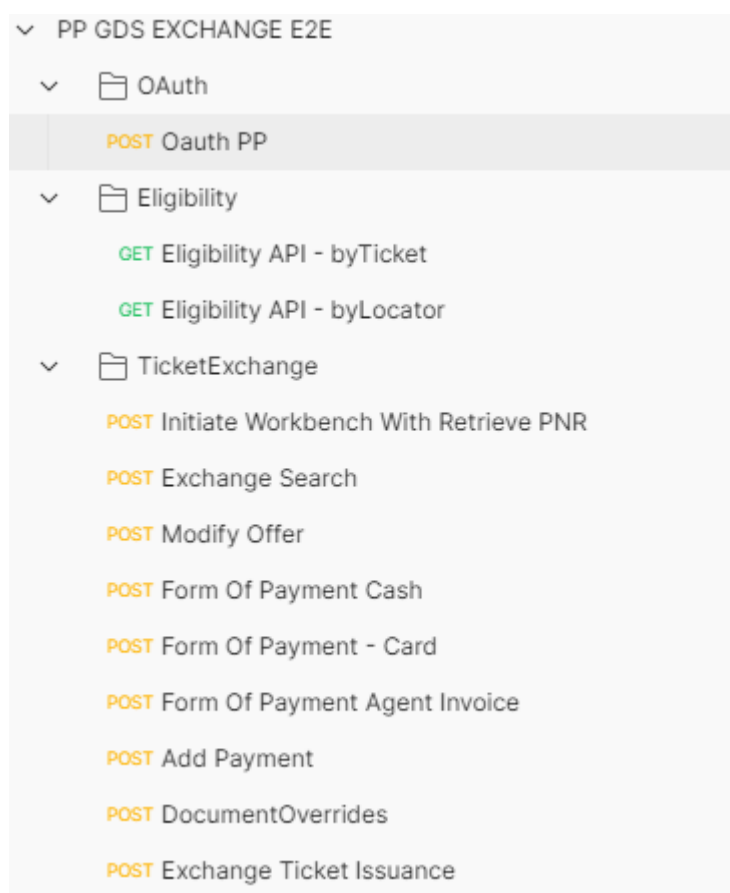 PP GDS EXCHANGE E2E
OAuth
POST Oauth PP
Eligibility
GET Eligibility API - byTicket
GET Eligibility API - byLocator
TicketExchange
POST Initiate Workbench With Retrieve PNR
POST Exchange Search
POST Modify Offer
POST Form Of Payment Cash
POST Form Of Payment - Card
POST Form Of Payment Agent Invoice
POST Add Payment
POST DocumentOverrides
POST Exchange Ticket Issuance